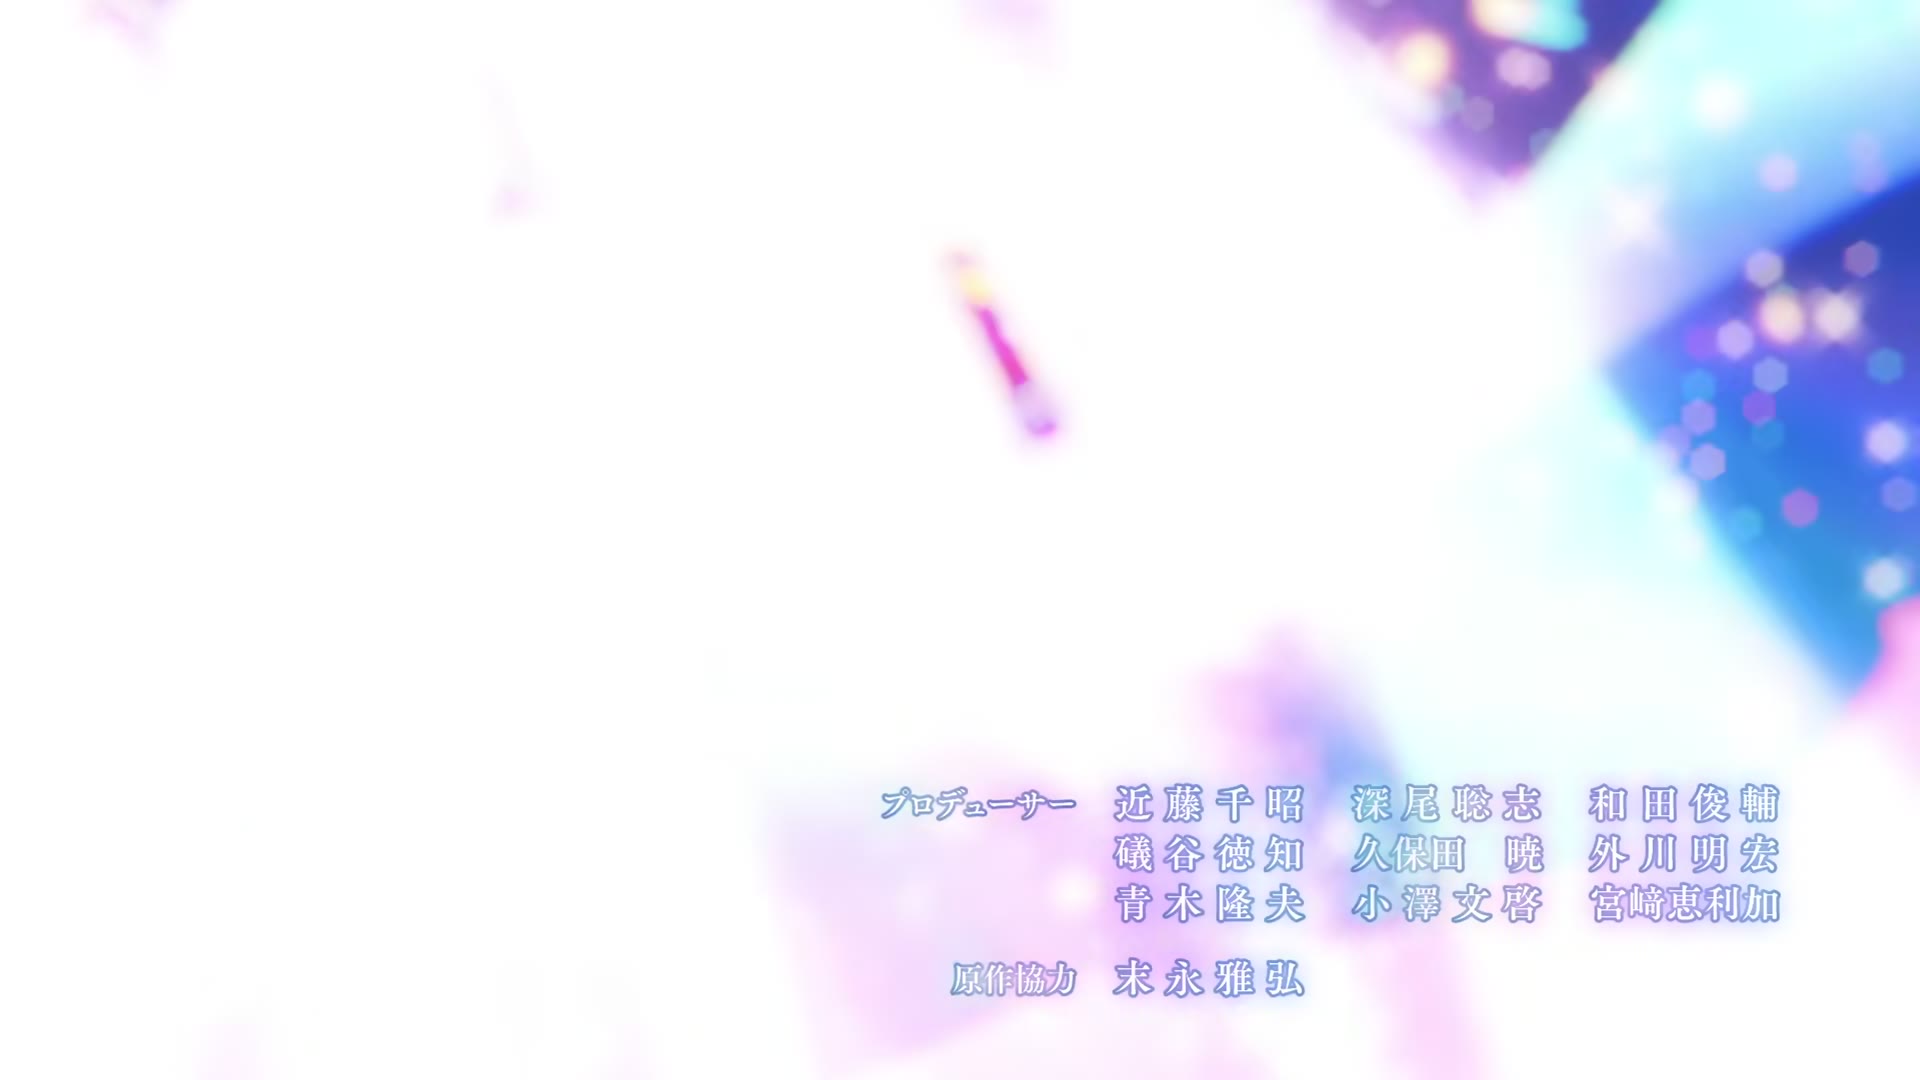 プロデューサー 近藤千昭 深尾聡志 和田俊輔
礒谷徳知 久保田 暁 外川明宏
青木隆夫 小澤文啓 宮﨑恵利加
原作協力 末永雅弘